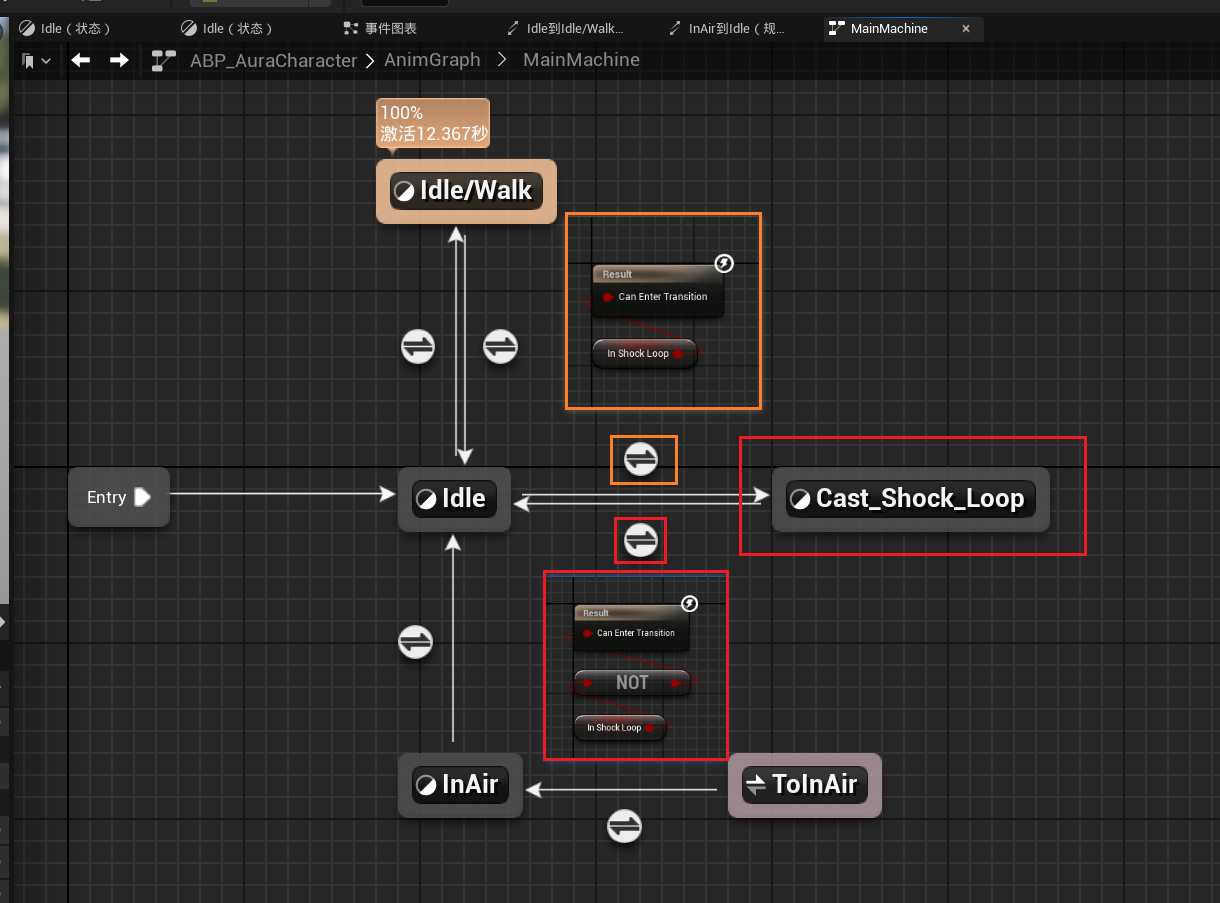 Idle（状态）
Idle（状态）
事件图表
Idle到Idle/Walk...
InAir到Idle（规...
MainMachine
ABP_AuraCharacter
AnimGraph
MainMachine
100%
激活12.367秒
Idle/Walk
Result
Can Enter Transition
In Shock Loop
Entry
Idle
Cast_Shock_Loop
Result
Can Enter Transition
NOT
In Shock Loop
InAir
ToInAir